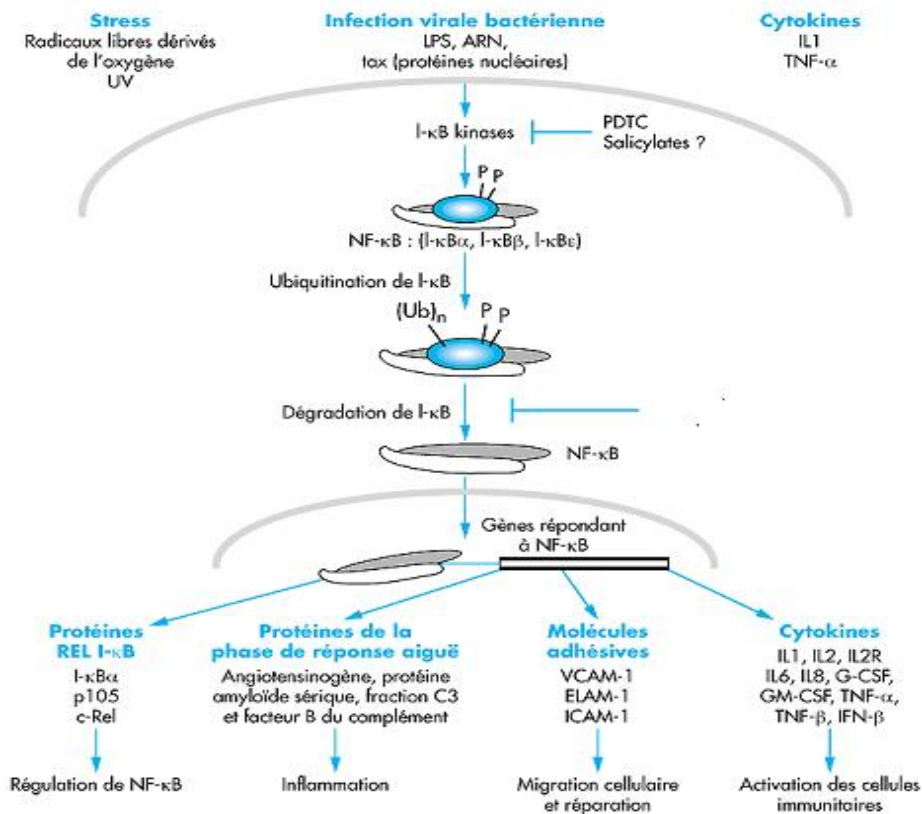 Stress
Radicaux libres dérivés
de l'oxygène
UV
Infection virale bactérienne
LPS, ARN,
tax (protéines nucléaires)
Cytokines
IL1
TNF-α
I-κB kinases
PDTC
Salicylates ?
P P
NF-κB : (I-κBα, I-κBβ, I-κBε)
Ubiquitination de I-κB
(Ub)n
P P
Dégradation de I-κB
NF-κB
Gènes répondant
à NF-κB
Protéines
REL I-κB
I-κBα
p105
c-Rel
Régulation de NF-κB
Protéines de la
phase de réponse aiguë
Angiotensinogène, protéine
amyloïde sérique, fraction C3
et facteur B du complément
Inflammation
Molécules
adhésives
VCAM-1
ELAM-1
ICAM-1
Migration cellulaire
et réparation
Cytokines
IL1, IL2, IL2R
IL6, IL8, G-CSF,
GM-CSF, TNF-α,
TNF-β, IFN-β
Activation des cellules
immunitaires